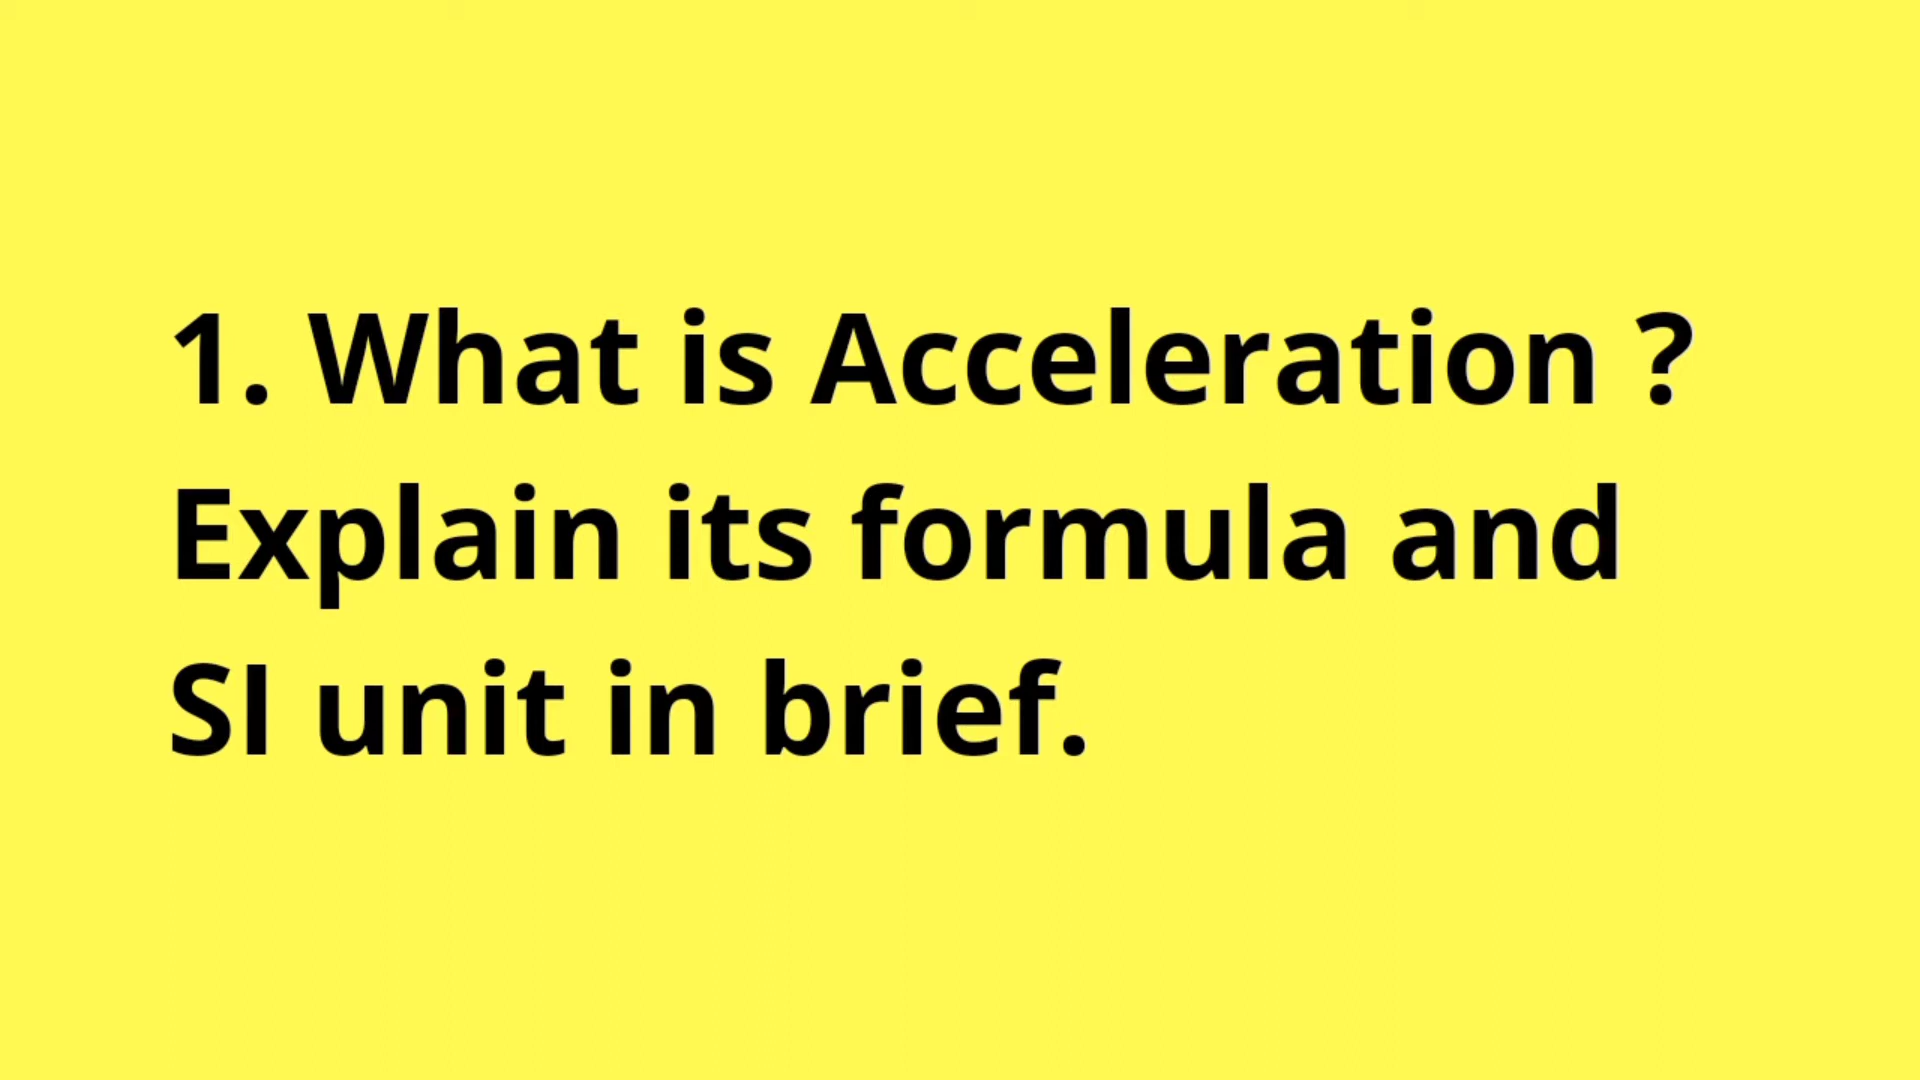 1. What is Acceleration ?
Explain its formula and
SI unit in brief.